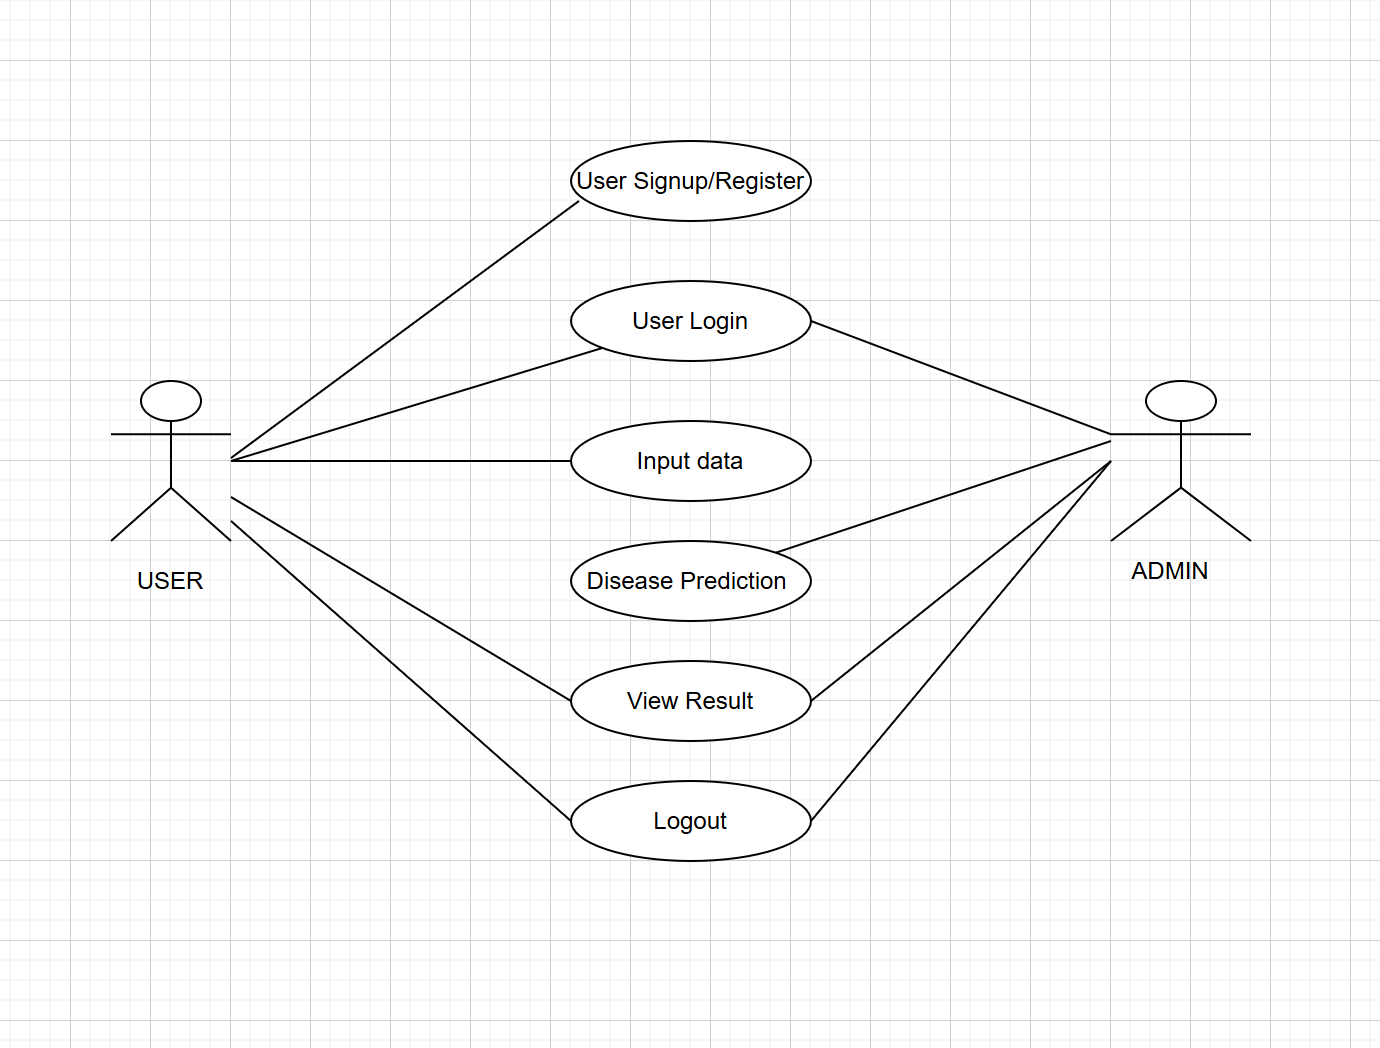 User Signup/Register
User Login
Input data
Disease Prediction
View Result
Logout
USER
ADMIN